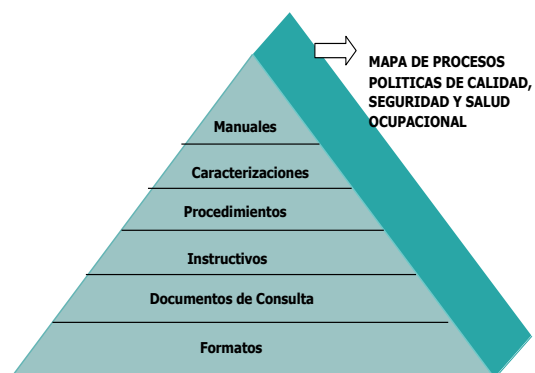 MAPA DE PROCESOS
POLITICAS DE CALIDAD,
SEGURIDAD Y SALUD
OCUPACIONAL
Manuales
Caracterizaciones
Procedimientos
Instructivos
Documentos de Consulta
Formatos